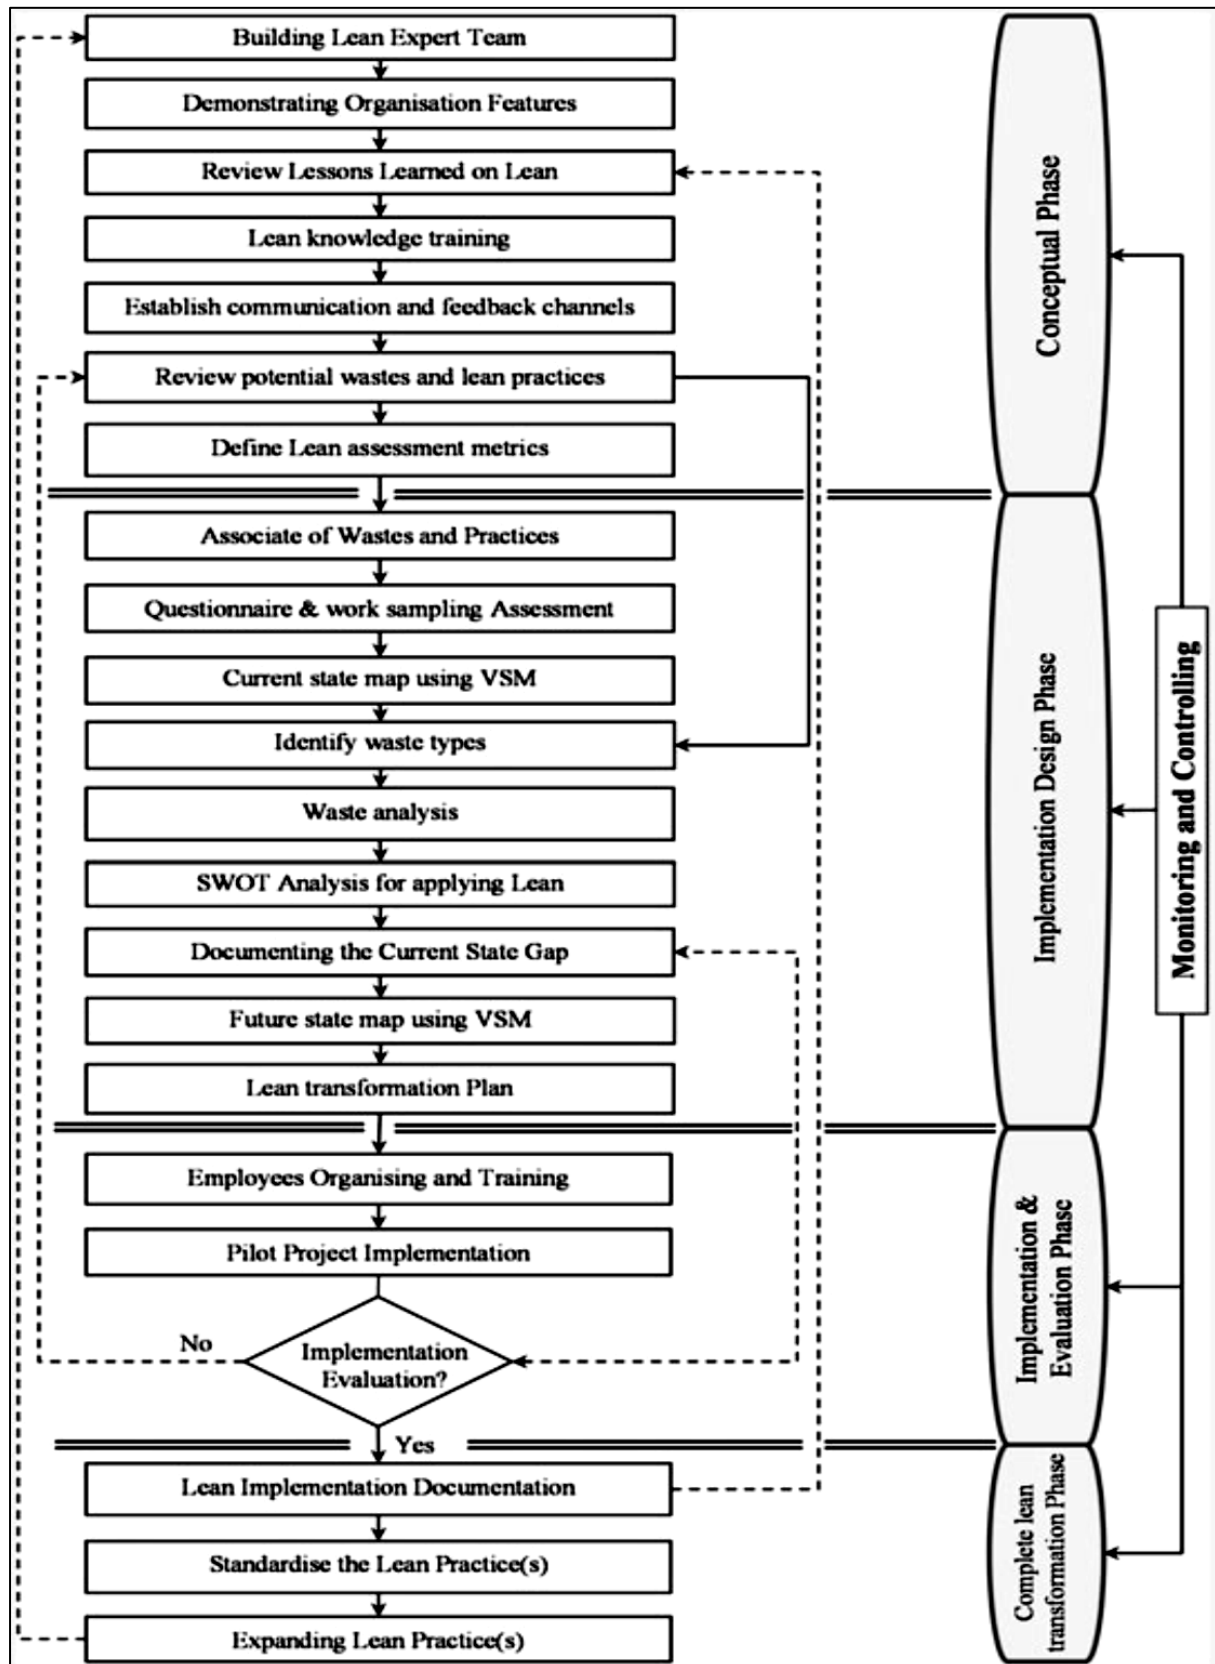 Building Lean Expert Team
Demonstrating Organisation Features
Review Lessons Learned on Lean
Lean knowledge training
Establish communication and feedback channels
Review potential wastes and lean practices
Define Lean assessment metrics
Associate of Wastes and Practices
Questionnaire & work sampling Assessment
Current state map using VSM
Identify waste types
Waste analysis
SWOT Analysis for applying Lean
Documenting the Current State Gap
Future state map using VSM
Lean transformation Plan
Employees Organising and Training
Pilot Project Implementation
No
Implementation
Evaluation?
Yes
Lean Implementation Documentation
Standardise the Lean Practice(s)
Expanding Lean Practice(s)
Conceptual Phase
Implementation Design Phase
Implementation &
Evaluation Phase
Complete lean
transformation Phase
Monitoring and Controlling